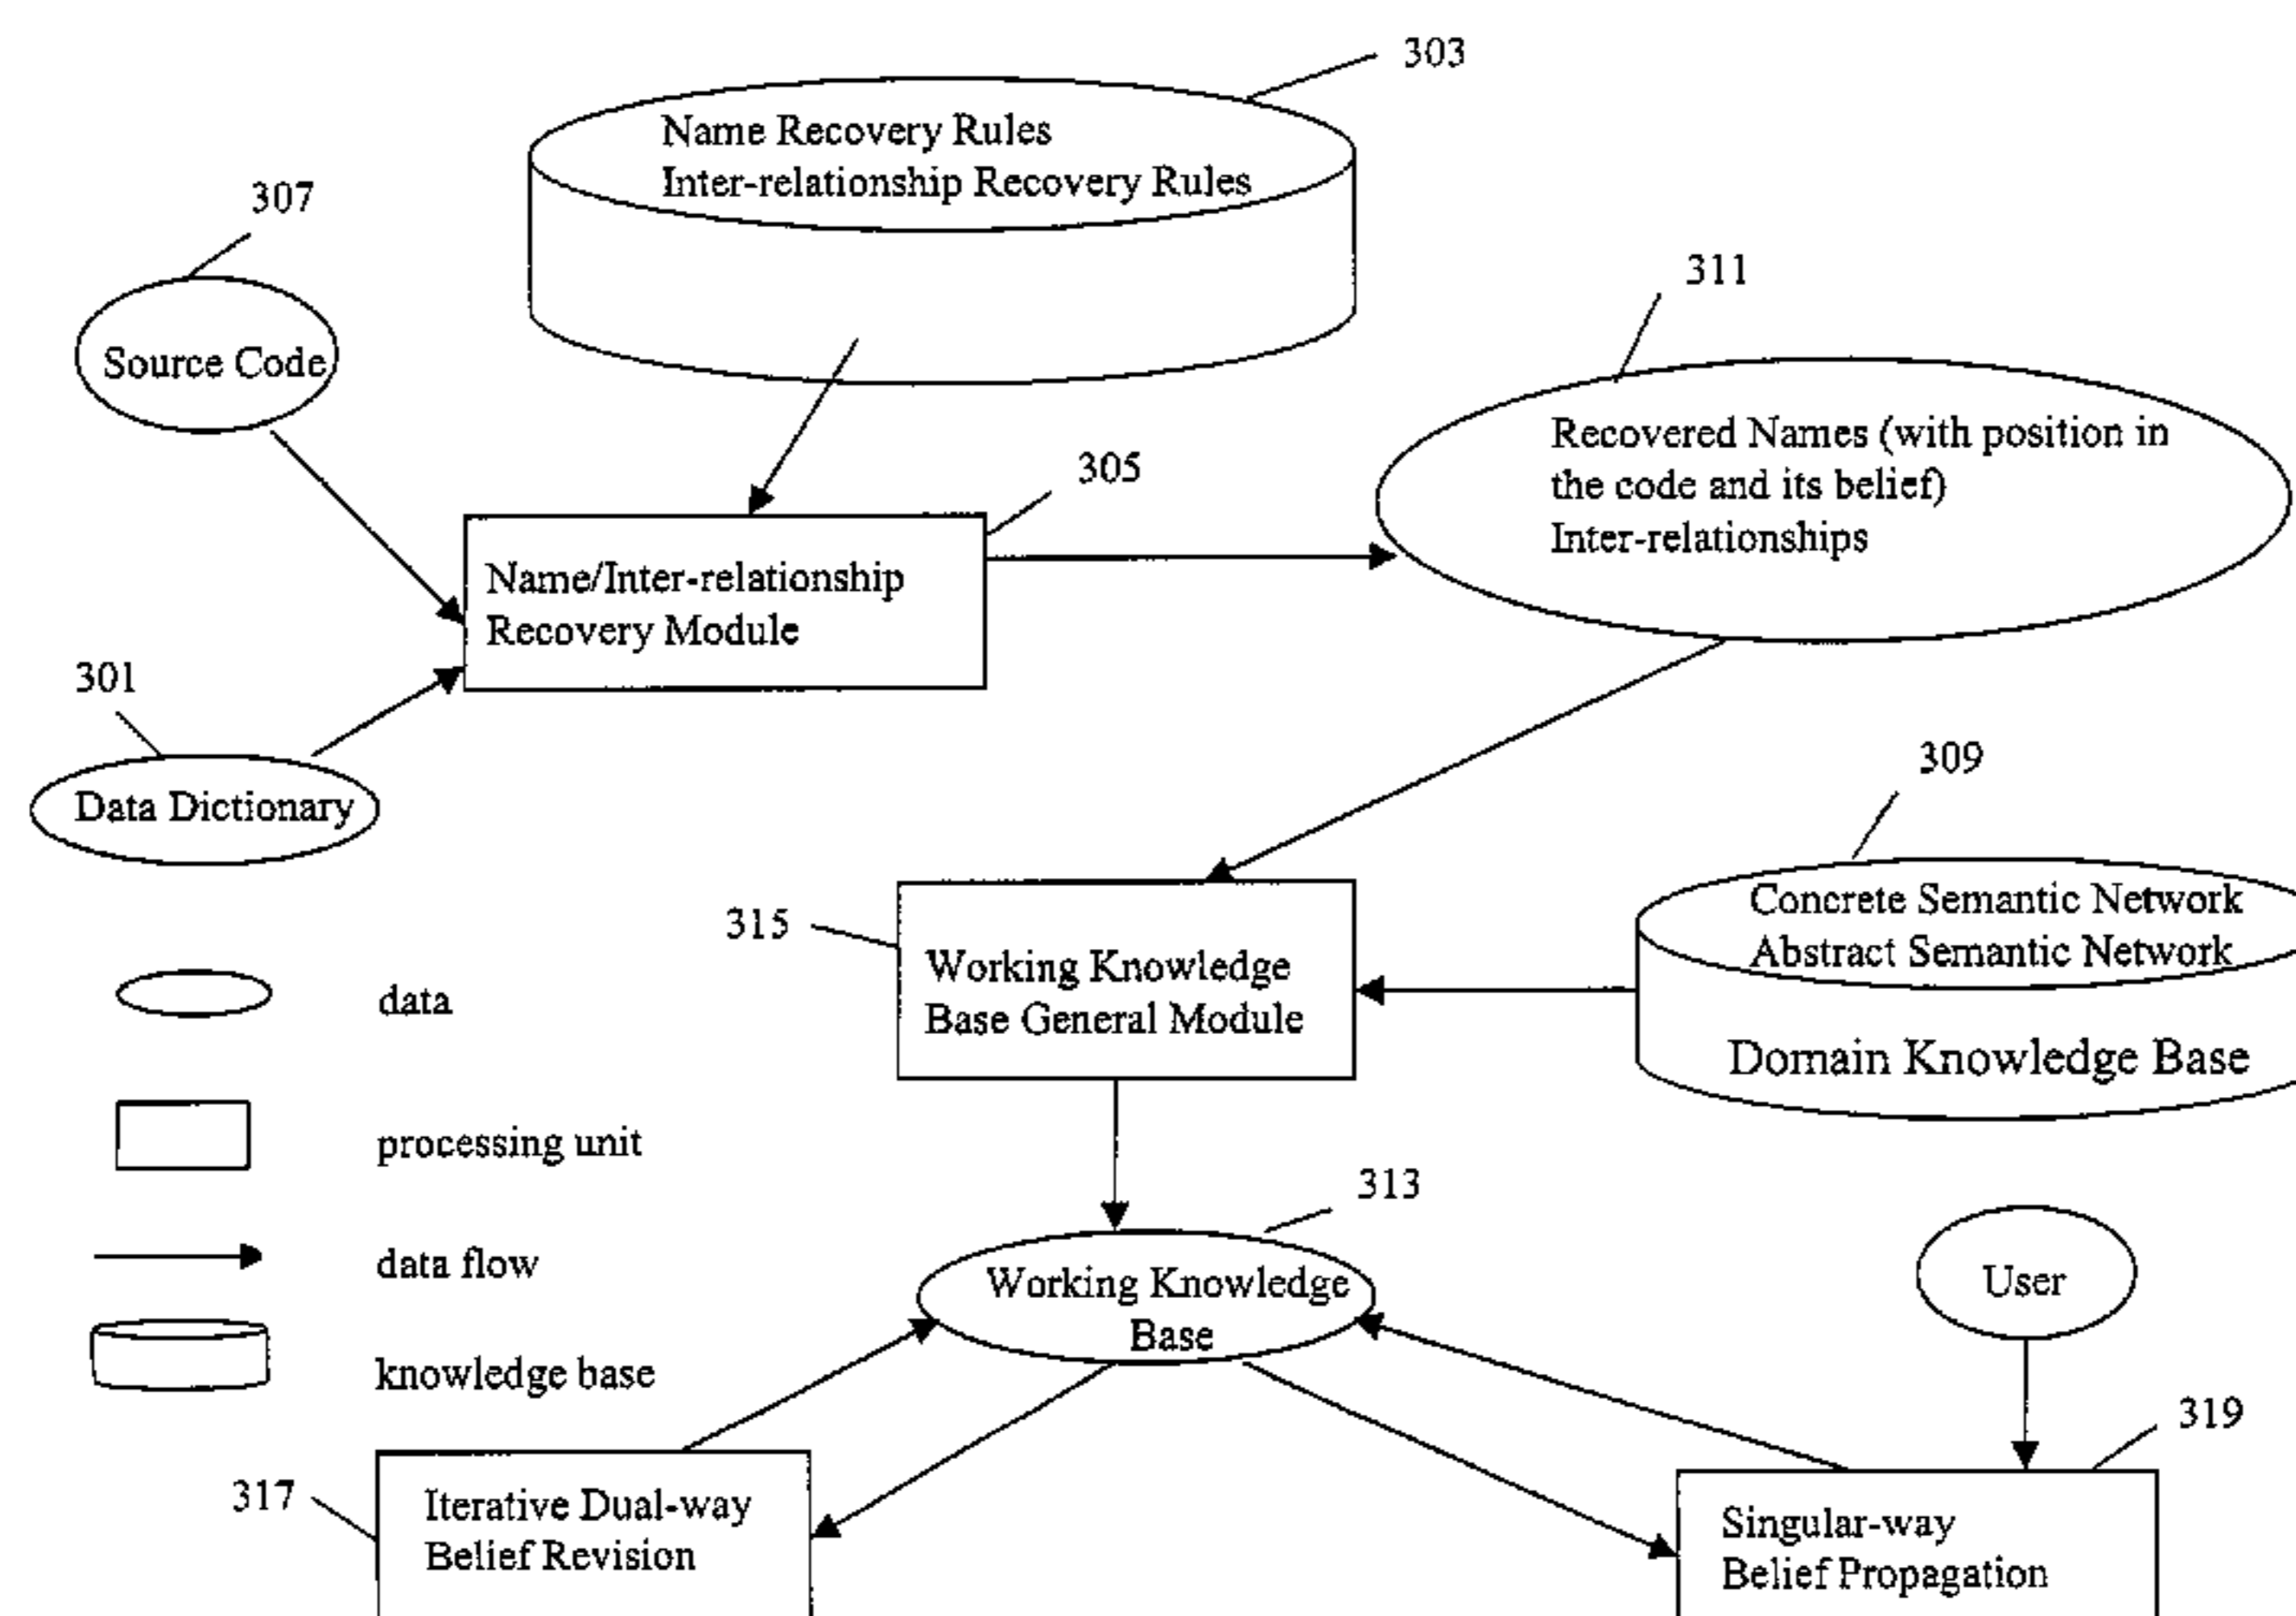 303
Name Recovery Rules
Inter-relationship Recovery Rules
307
Source Code
311
Recovered Names (with position in
the code and its belief)
Inter-relationships
305
Name/Inter-relationship
Recovery Module
301
Data Dictionary
309
Concrete Semantic Network
Abstract Semantic Network
Domain Knowledge Base
315
Working Knowledge
Base General Module
data
processing unit
data flow
knowledge base
313
Working Knowledge
Base
User
317
Iterative Dual-way
Belief Revision
319
Singular-way
Belief Propagation